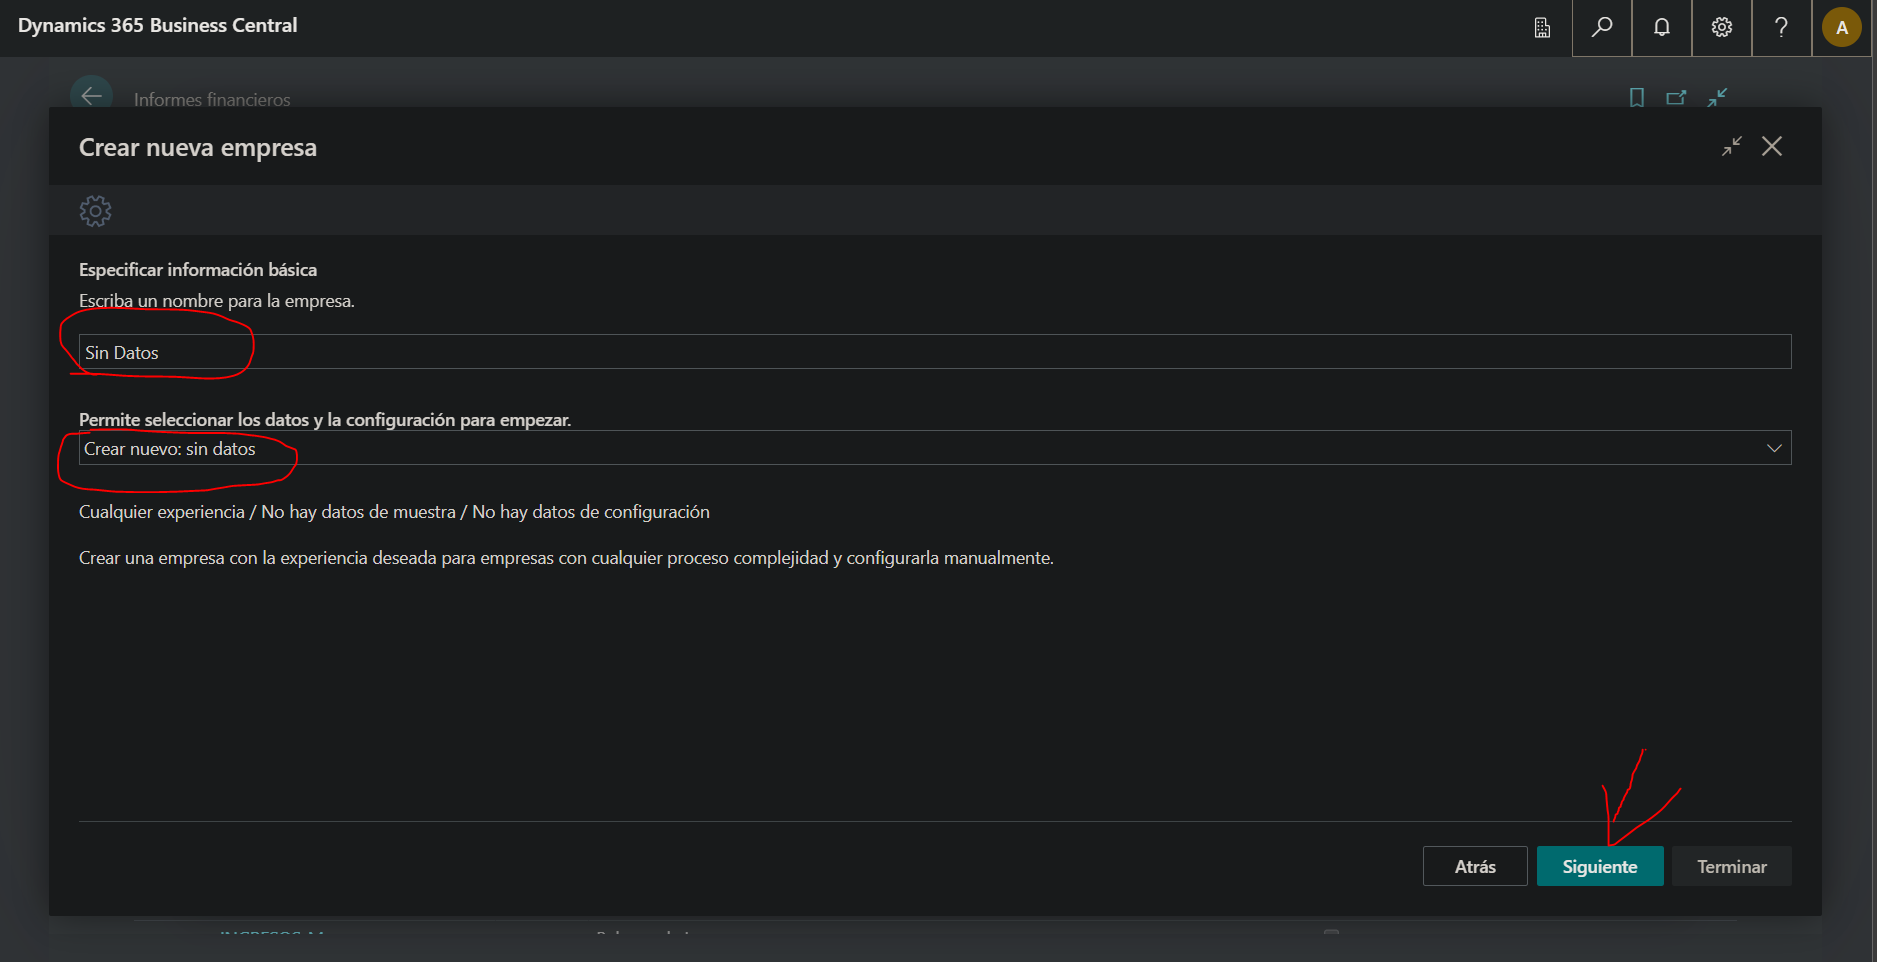 Dynamics 365 Business Central
A
Informes financieros
Crear nueva empresa
Especificar información básica
Escriba un nombre para la empresa.
Sin Datos
Permite seleccionar los datos y la configuración para empezar.
Crear nuevo: sin datos
Cualquier experiencia / No hay datos de muestra / No hay datos de configuración
Crear una empresa con la experiencia deseada para empresas con cualquier proceso complejidad y configurarla manualmente.
Atrás
Siguiente
Terminar